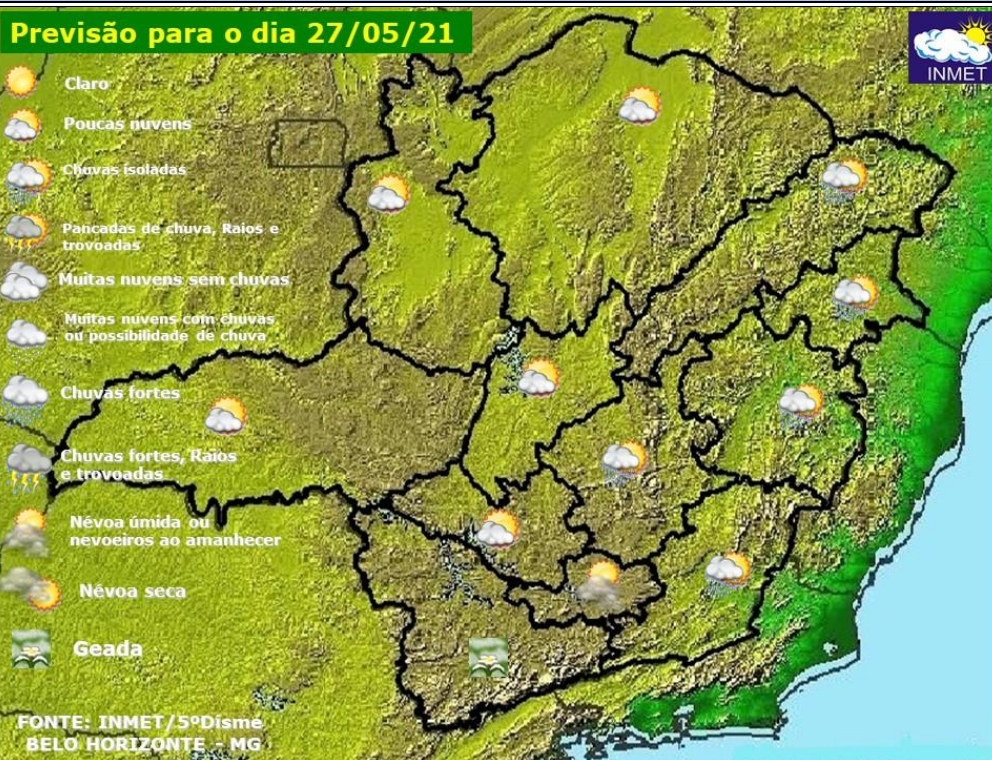 Previsão para o dia 27/05/21
INMET
Claro
Poucas nuvens
Chuvas isoladas
Pancadas de chuva, Raios e
trovoadas
Muitas nuvens sem chuvas
Muitas nuvens com chuvas
ou possibilidade de chuva
Chuvas fortes
Chuvas fortes, Raios
e trovoadas
Névoa úmida ou
nevoeiros ao amanhecer
Névoa seca
Geada
FONTE: INMET/5ºDisme
BELO HORIZONTE - MG